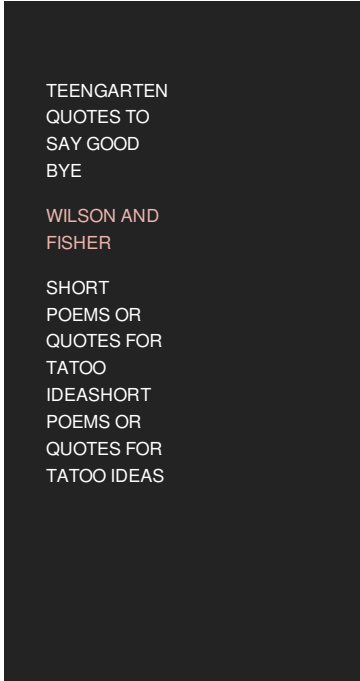 TEENGARTEN
QUOTES TO
SAY GOOD
BYE
WILSON AND
FISHER
SHORT
POEMS OR
QUOTES FOR
TATOO
IDEASHORT
POEMS OR
QUOTES FOR
TATOO IDEAS